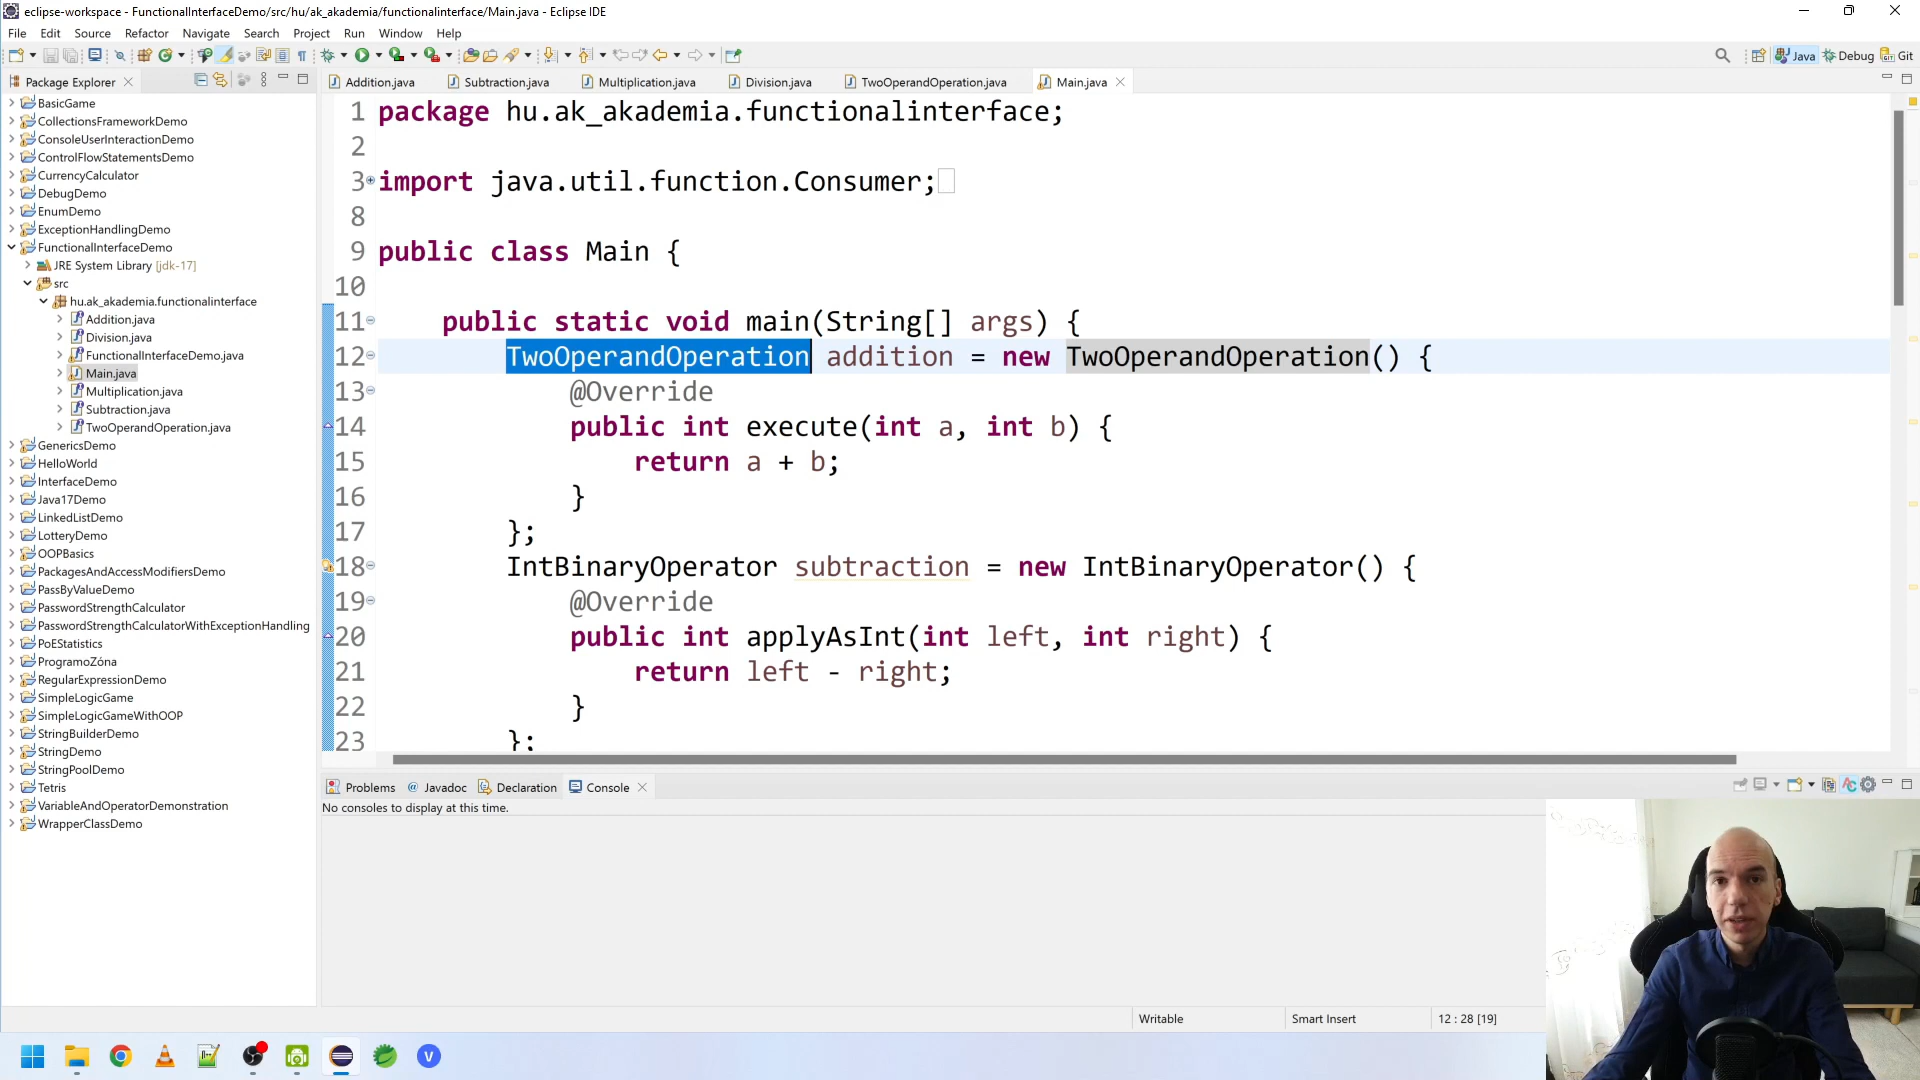 eclipse-workspace - FunctionalInterfaceDemo/src/hu/ak_akademia/functionalinterface/Main.java - Eclipse IDE
File Edit Source Refactor Navigate Search Project Run Window Help
Java Debug Git
Package Explorer
Addition.java Subtraction.java Multiplication.java Division.java TwoOperandOperation.java Main.java
BasicGame
CollectionsFrameworkDemo
ConsoleUserInteractionDemo
ControlFlowStatementsDemo
CurrencyCalculator
DebugDemo
EnumDemo
ExceptionHandlingDemo
FunctionalInterfaceDemo
JRE System Library [jdk-17]
src
hu.ak_akademia.functionalinterface
Addition.java
Division.java
FunctionalInterfaceDemo.java
Main.java
Multiplication.java
Subtraction.java
TwoOperandOperation.java
GenericsDemo
HelloWorld
InterfaceDemo
Java17Demo
LinkedListDemo
LotteryDemo
OOPBasics
PackagesAndAccessModifiersDemo
PassByValueDemo
PasswordStrengthCalculator
PasswordStrengthCalculatorWithExceptionHandling
PoEStatistics
ProgramoZóna
RegularExpressionDemo
SimpleLogicGame
SimpleLogicGameWithOOP
StringBuilderDemo
StringDemo
StringPoolDemo
Tetris
VariableAndOperatorDemonstration
WrapperClassDemo
1 package hu.ak_akademia.functionalinterface;
2
3 import java.util.function.Consumer;
8
9 public class Main {
10
11 public static void main(String[] args) {
12 TwoOperandOperation addition = new TwoOperandOperation() {
13 @Override
14 public int execute(int a, int b) {
15 return a + b;
16 }
17 };
18 IntBinaryOperator subtraction = new IntBinaryOperator() {
19 @Override
20 public int applyAsInt(int left, int right) {
21 return left - right;
22 }
23 };
Problems Javadoc Declaration Console
No consoles to display at this time.
Writable Smart Insert 12 : 28 [19]
V